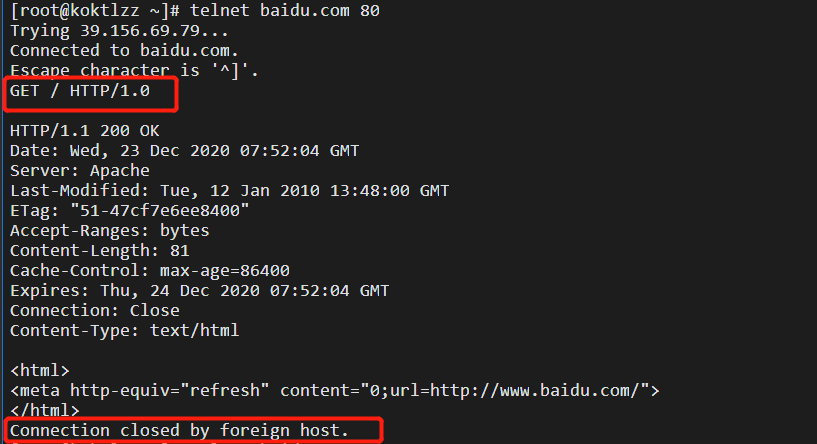 [root@koktlzz ~]# telnet baidu.com 80
Trying 39.156.69.79...
Connected to baidu.com.
Escape character is '^]'.
GET / HTTP/1.0
HTTP/1.1 200 OK
Date: Wed, 23 Dec 2020 07:52:04 GMT
Server: Apache
Last-Modified: Tue, 12 Jan 2010 13:48:00 GMT
ETag: "51-47cf7e6ee8400"
Accept-Ranges: bytes
Content-Length: 81
Cache-Control: max-age=86400
Expires: Thu, 24 Dec 2020 07:52:04 GMT
Connection: Close
Content-Type: text/html
<html>
<meta http-equiv="refresh" content="0;url=http://www.baidu.com/">
</html>
Connection closed by foreign host.